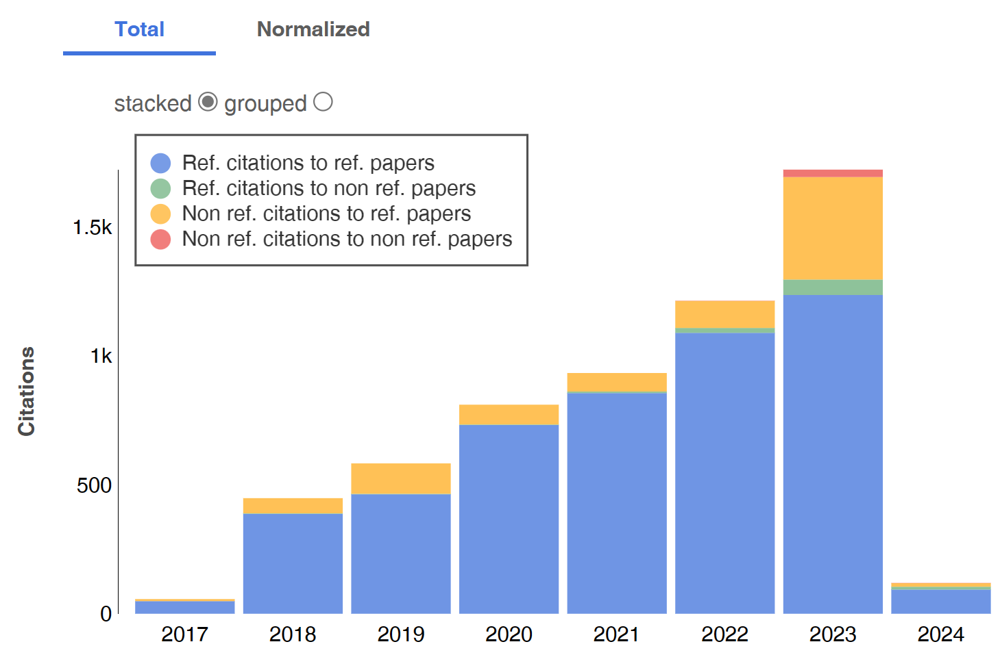 Total Normalized
stacked grouped
Ref. citations to ref. papers
Ref. citations to non ref. papers
Non ref. citations to ref. papers
Non ref. citations to non ref. papers
Citations
1.5k
1k
500
0
2017 2018 2019 2020 2021 2022 2023 2024